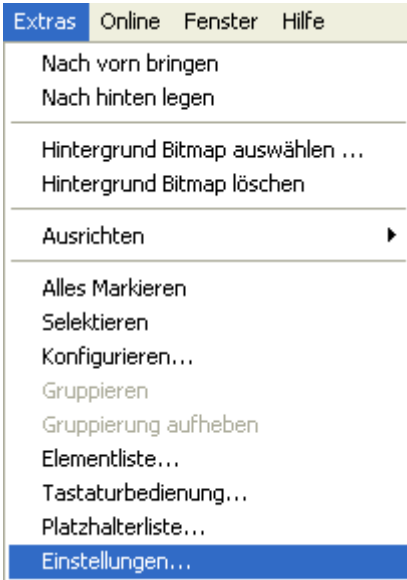 Extras Online Fenster Hilfe
Nach vorn bringen
Nach hinten legen
Hintergrund Bitmap auswählen ...
Hintergrund Bitmap löschen
Ausrichten
Alles Markieren
Selektieren
Konfigurieren...
Gruppieren
Gruppierung aufheben
Elementliste...
Tastaturbedienung...
Platzhalterliste...
Einstellungen...